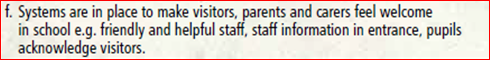 f. Systems are in place to make visitors, parents and carers feel welcome
in school e.g. friendly and helpful staff, staff information in entrance, pupils
acknowledge visitors.